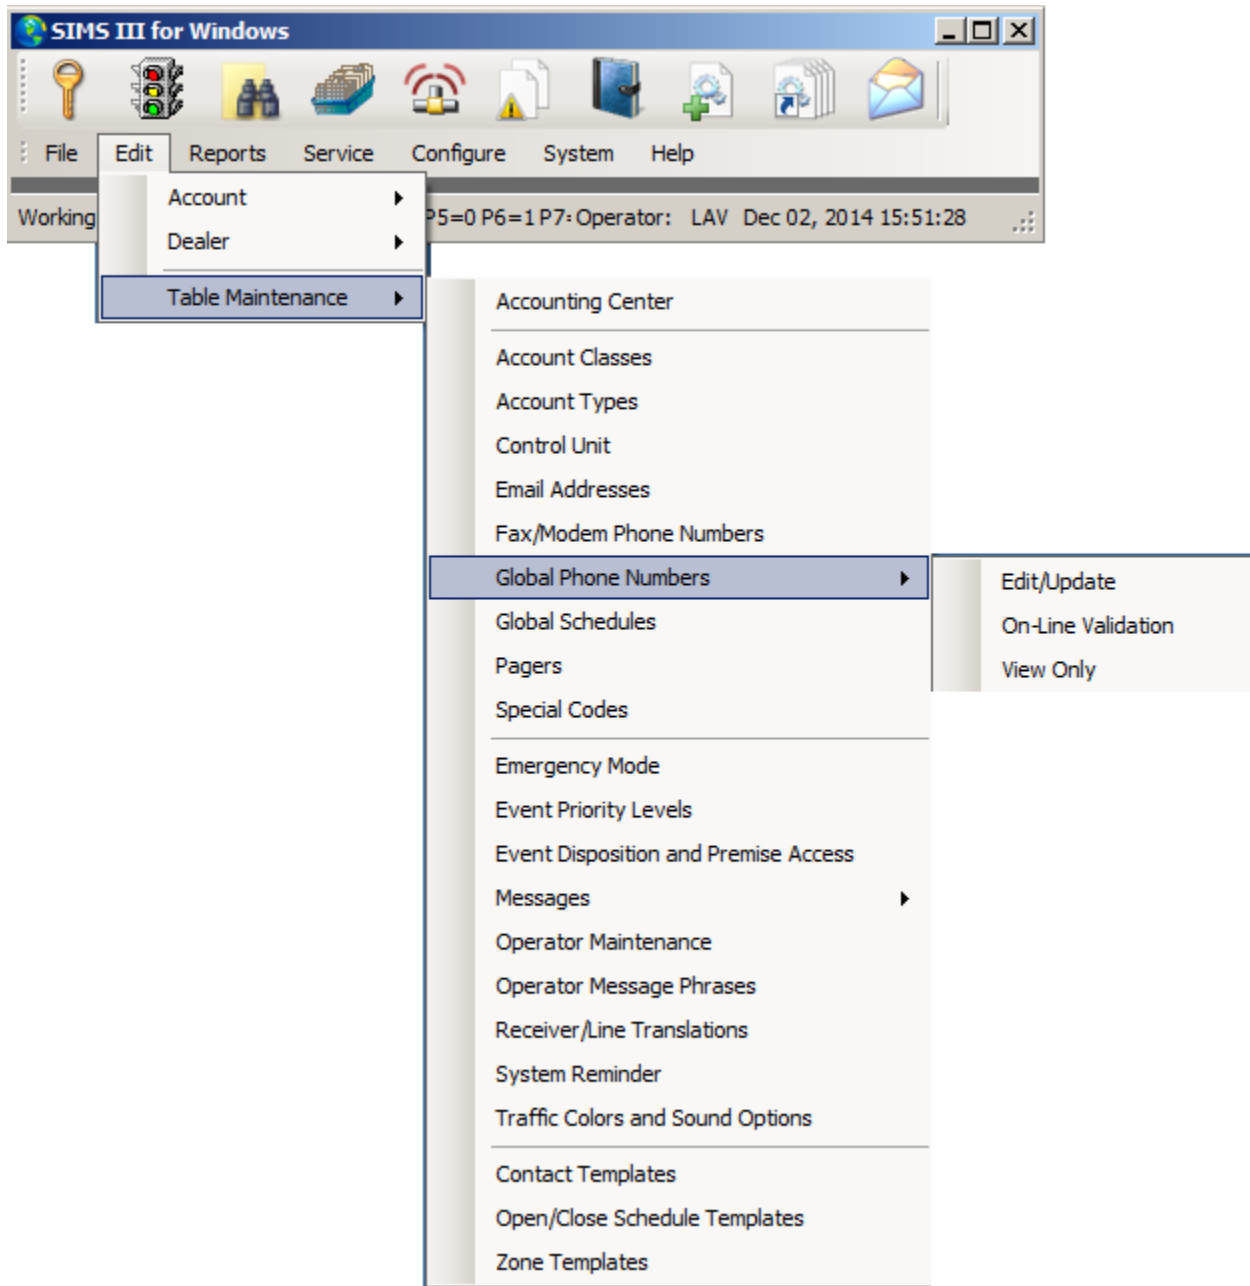 SIMS III for Windows
File Edit Reports Service Configure System Help
Account
Working P5=0 P6=1 P7= Operator: LAV Dec 02, 2014 15:51:28
Dealer
Table Maintenance
Accounting Center
Account Classes
Account Types
Control Unit
Email Addresses
Fax/Modem Phone Numbers
Global Phone Numbers
Edit/Update
Global Schedules
On-Line Validation
Pagers
View Only
Special Codes
Emergency Mode
Event Priority Levels
Event Disposition and Premise Access
Messages
Operator Maintenance
Operator Message Phrases
Receiver/Line Translations
System Reminder
Traffic Colors and Sound Options
Contact Templates
Open/Close Schedule Templates
Zone Templates